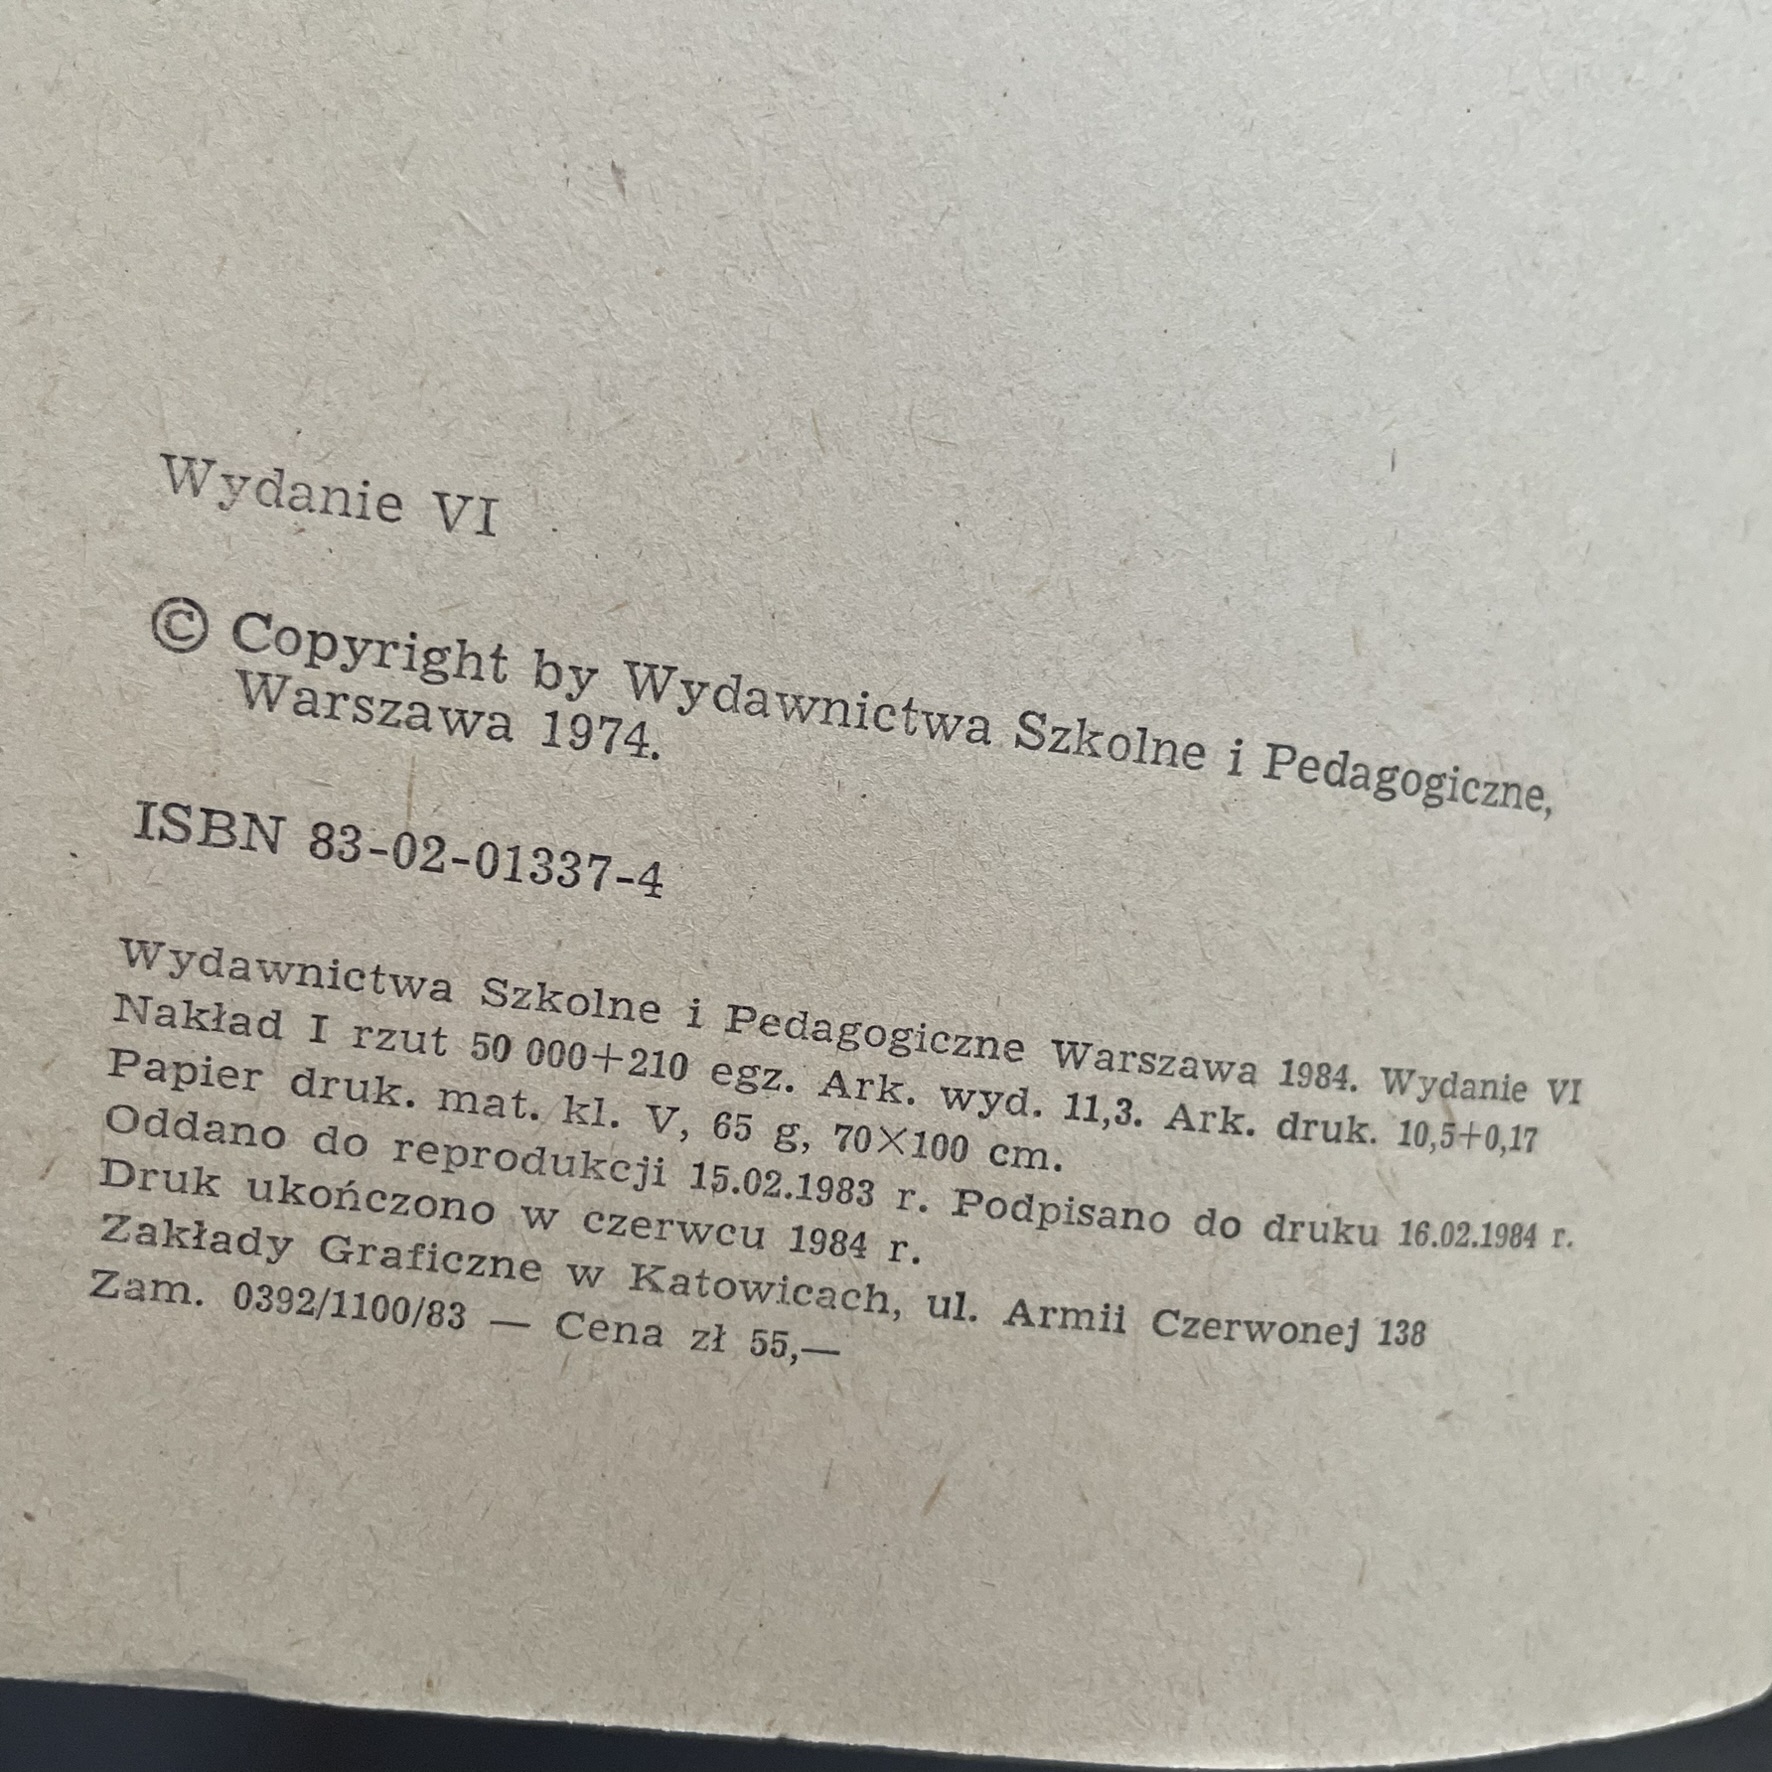 Wydanie VI
© Copyright by Wydawnictwa Szkolne i Pedagogiczne,
Warszawa 1974.
ISBN 83-02-01337-4
Wydawnictwa Szkolne i Pedagogiczne Warszawa 1984. Wydanie VI
Nakład I rzut 50 000+210 egz. Ark. wyd. 11,3. Ark. druk. 10,5+0,17
Papier druk. mat. kl. V, 65 g, 70×100 cm.
Oddano do reprodukcji 15.02.1983 r. Podpisano do druku 16.02.1984 r.
Druk ukończono w czerwcu 1984 r.
Zakłady Graficzne w Katowicach, ul. Armii Czerwonej 138
Zam. 0392/1100/83 — Cena zł 55,—